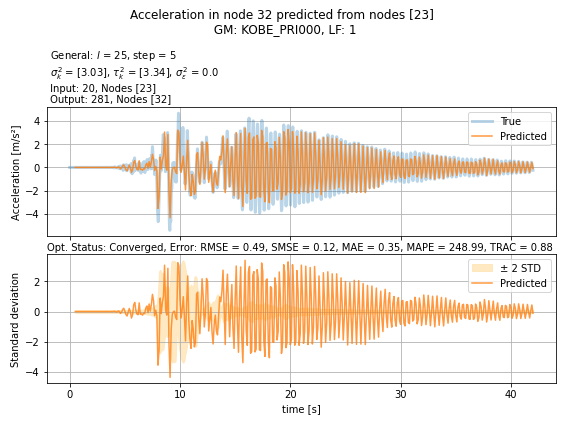 Acceleration in node 32 predicted from nodes [23]
GM: KOBE_PRI000, LF: 1
General: l = 25, step = 5
σ²ₖ = [3.03], τ²ₖ = [3.34], σ²ε = 0.0
Input: 20, Nodes [23]
Output: 281, Nodes [32]
Acceleration [m/s²]
4
2
0
−2
−4
True
Predicted
Opt. Status: Converged, Error: RMSE = 0.49, SMSE = 0.12, MAE = 0.35, MAPE = 248.99, TRAC = 0.88
Standard deviation
2
0
−2
−4
± 2 STD
Predicted
0 10 20 30 40
time [s]